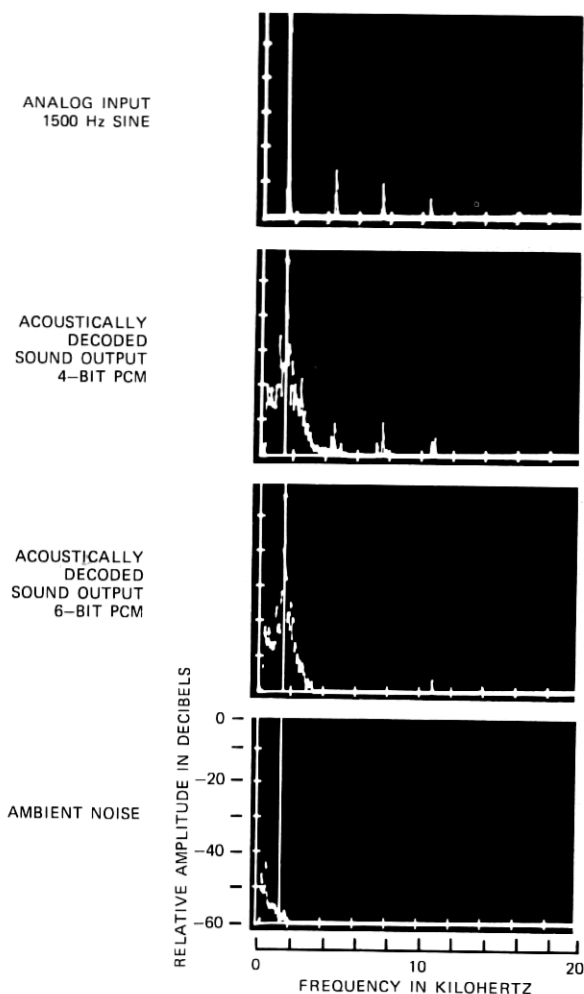 ANALOG INPUT
1500 Hz SINE
ACOUSTICALLY
DECODED
SOUND OUTPUT
4–BIT PCM
ACOUSTICALLY
DECODED
SOUND OUTPUT
6–BIT PCM
AMBIENT NOISE
RELATIVE AMPLITUDE IN DECIBELS
0
–20
–40
–60
0
10
20
FREQUENCY IN KILOHERTZ